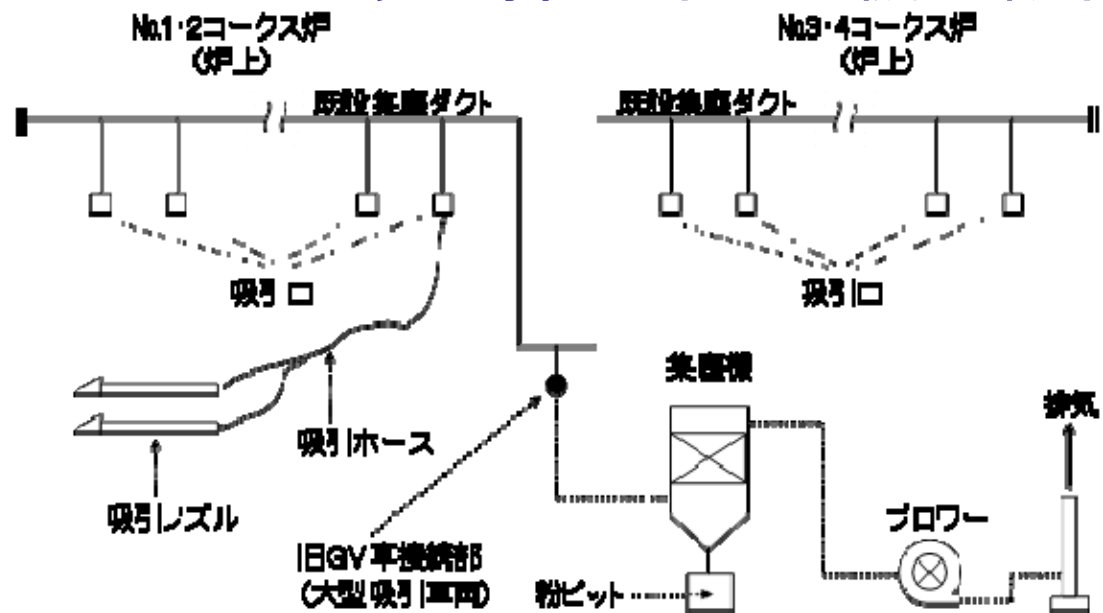 No.1・2コークス炉
(炉上)
No.3・4コークス炉
(炉上)
既設集塵ダクト
既設集塵ダクト
吸引口
吸引口
集塵機
排気
吸引ホース
吸引ノズル
ブロワー
旧GV車接続部
(大型吸引車両)
粉ピット